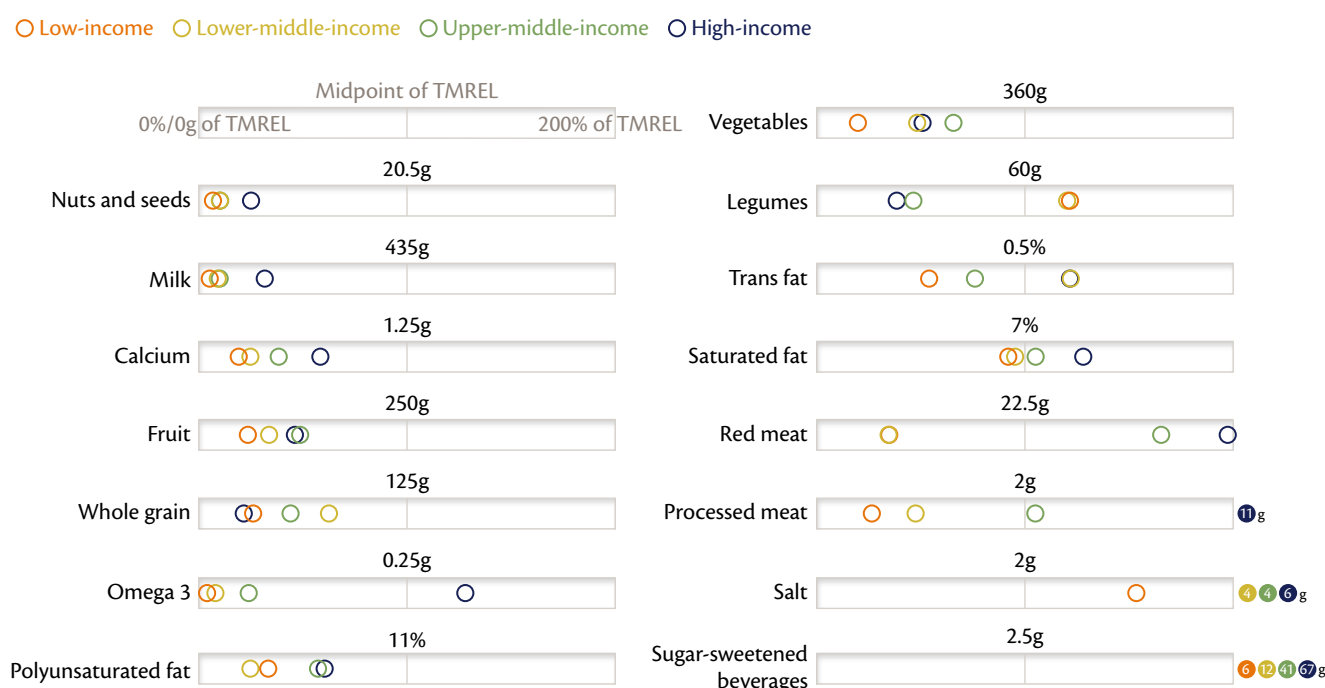 Low-income Lower-middle-income Upper-middle-income High-income
Midpoint of TMREL
0%/0g of TMREL 200% of TMREL
20.5g
Nuts and seeds
435g
Milk
1.25g
Calcium
250g
Fruit
125g
Whole grain
0.25g
Omega 3
11%
Polyunsaturated fat
360g
Vegetables
60g
Legumes
0.5%
Trans fat
7%
Saturated fat
22.5g
Red meat
2g
Processed meat 11 g
2g
Salt 4 4 6 g
2.5g
Sugar-sweetened
beverages 6 12 41 67 g